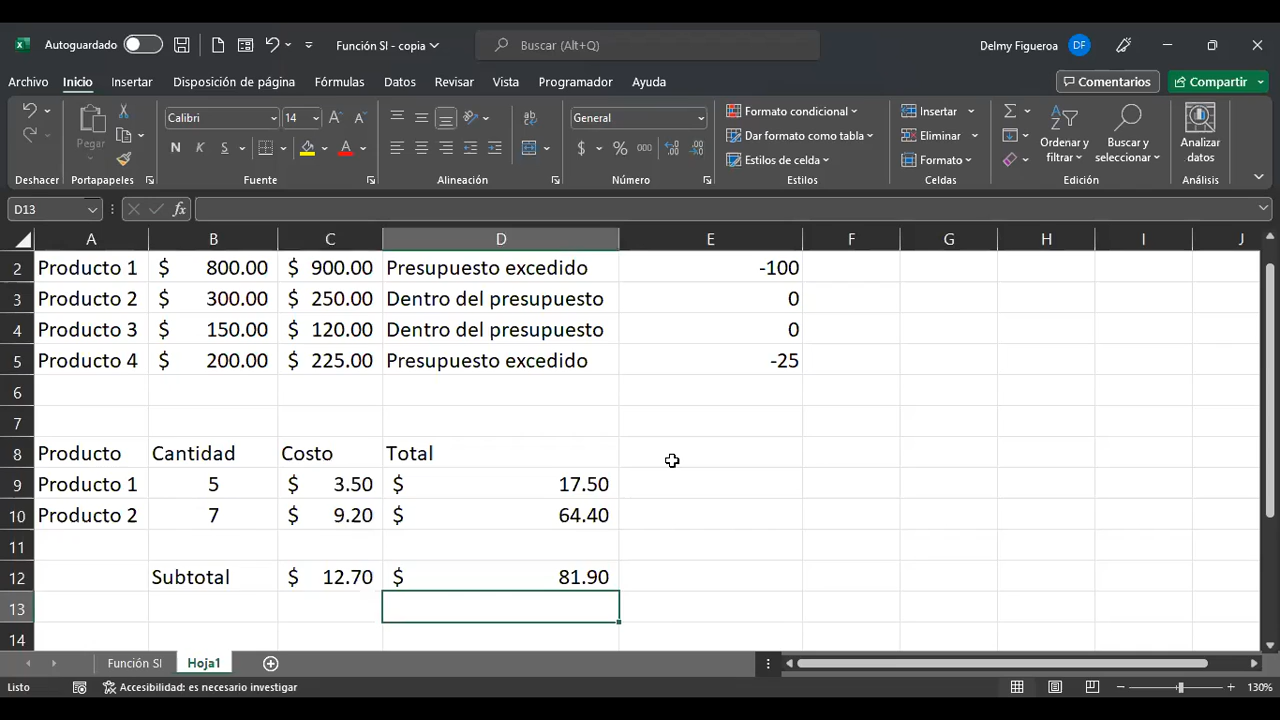 Autoguardado Función SI - copia Buscar (Alt+Q) Delmy Figueroa DF
Archivo Inicio Insertar Disposición de página Fórmulas Datos Revisar Vista Programador Ayuda Comentarios Compartir
Calibri 14 General Formato condicional Insertar
Pegar Dar formato como tabla Eliminar Ordenar y filtrar Buscar y seleccionar Analizar datos
N K S $ % 000 Estilos de celda Formato
Deshacer Portapapeles Fuente Alineación Número Estilos Celdas Edición Análisis
D13 fx
A B C D E F G H I J
2 Producto 1 $ 800.00 $ 900.00 Presupuesto excedido -100
3 Producto 2 $ 300.00 $ 250.00 Dentro del presupuesto 0
4 Producto 3 $ 150.00 $ 120.00 Dentro del presupuesto 0
5 Producto 4 $ 200.00 $ 225.00 Presupuesto excedido -25
6
7
8 Producto Cantidad Costo Total
9 Producto 1 5 $ 3.50 $ 17.50
10 Producto 2 7 $ 9.20 $ 64.40
11
12 Subtotal $ 12.70 $ 81.90
13
14
Función SI Hoja1
Listo Accesibilidad: es necesario investigar 130%